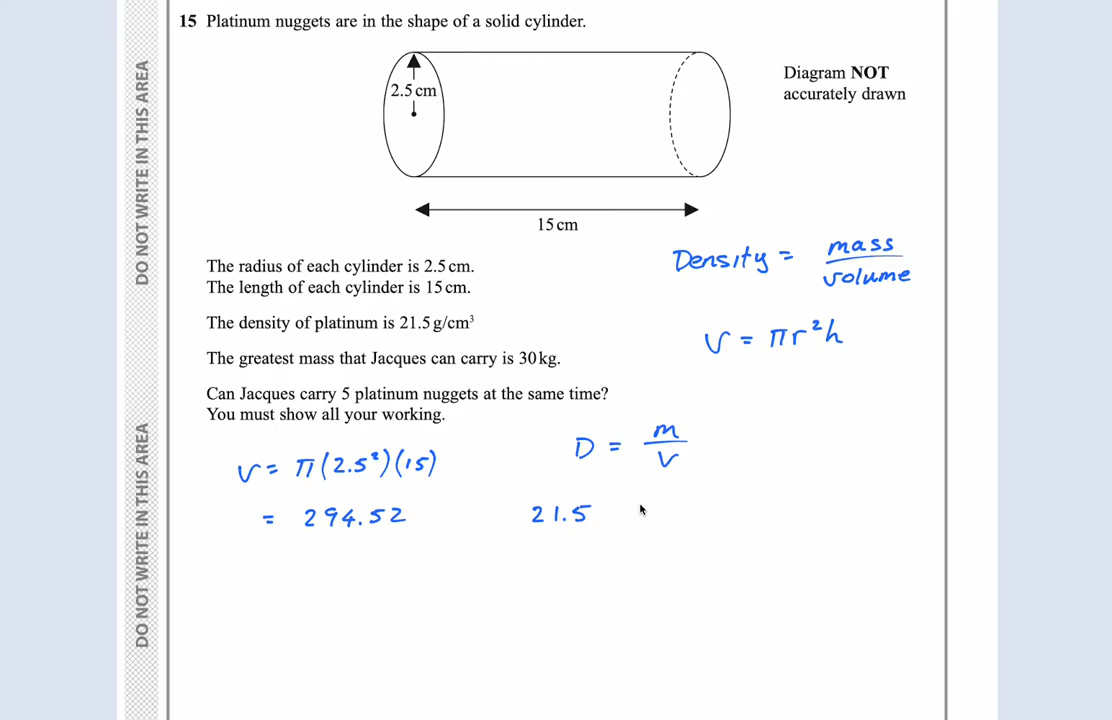 15 Platinum nuggets are in the shape of a solid cylinder.
2.5 cm
Diagram NOT
accurately drawn
15 cm
Density = mass / volume
The radius of each cylinder is 2.5 cm.
The length of each cylinder is 15 cm.
The density of platinum is 21.5 g/cm³
V = πr²h
The greatest mass that Jacques can carry is 30 kg.
Can Jacques carry 5 platinum nuggets at the same time?
You must show all your working.
V = π(2.5²)(15)
D = m / V
= 294.52
21.5
DO NOT WRITE IN THIS AREA
DO NOT WRITE IN THIS AREA